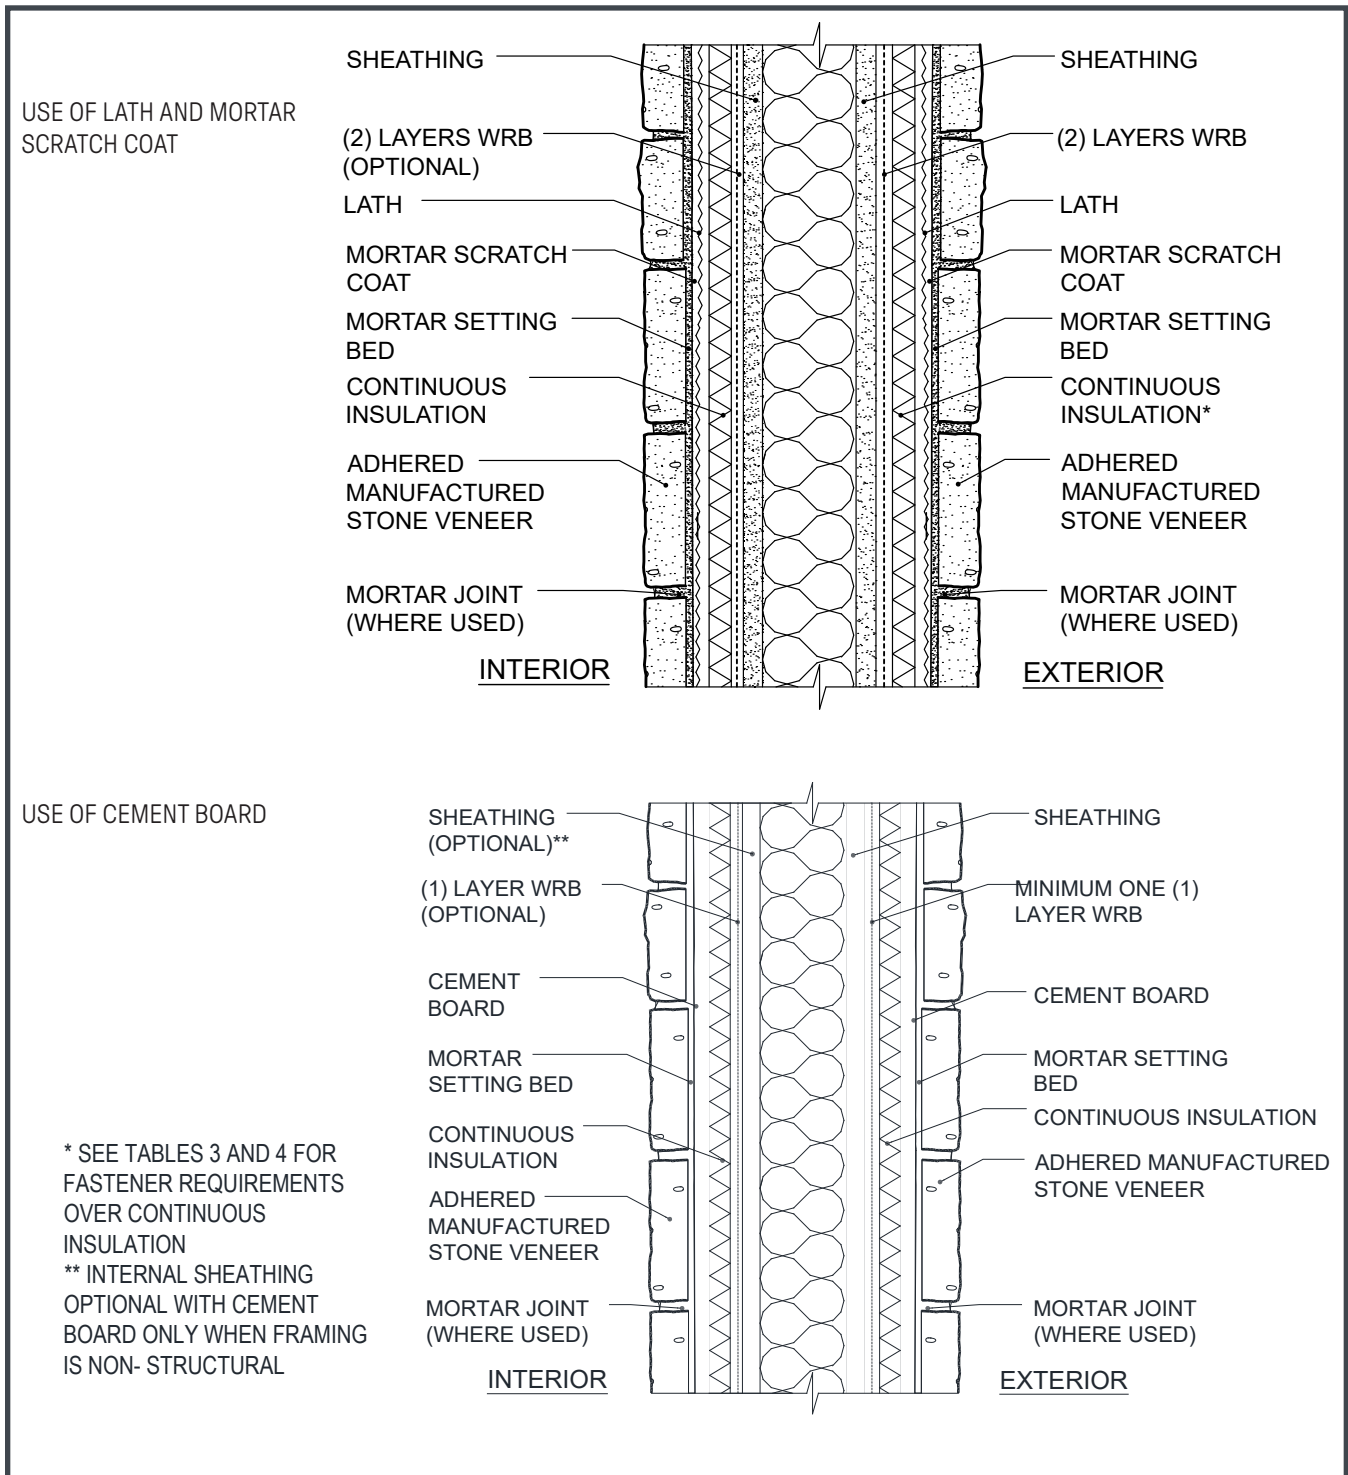 USE OF LATH AND MORTAR
SCRATCH COAT
SHEATHING
(2) LAYERS WRB
(OPTIONAL)
LATH
MORTAR SCRATCH
COAT
MORTAR SETTING
BED
CONTINUOUS
INSULATION
ADHERED
MANUFACTURED
STONE VENEER
MORTAR JOINT
(WHERE USED)
INTERIOR
SHEATHING
(2) LAYERS WRB
LATH
MORTAR SCRATCH
COAT
MORTAR SETTING
BED
CONTINUOUS
INSULATION*
ADHERED
MANUFACTURED
STONE VENEER
MORTAR JOINT
(WHERE USED)
EXTERIOR
USE OF CEMENT BOARD
SHEATHING
(OPTIONAL)**
(1) LAYER WRB
(OPTIONAL)
CEMENT
BOARD
MORTAR
SETTING BED
CONTINUOUS
INSULATION
ADHERED
MANUFACTURED
STONE VENEER
MORTAR JOINT
(WHERE USED)
INTERIOR
SHEATHING
MINIMUM ONE (1)
LAYER WRB
CEMENT BOARD
MORTAR SETTING
BED
CONTINUOUS INSULATION
ADHERED MANUFACTURED
STONE VENEER
MORTAR JOINT
(WHERE USED)
EXTERIOR
* SEE TABLES 3 AND 4 FOR
FASTENER REQUIREMENTS
OVER CONTINUOUS
INSULATION
** INTERNAL SHEATHING
OPTIONAL WITH CEMENT
BOARD ONLY WHEN FRAMING
IS NON- STRUCTURAL